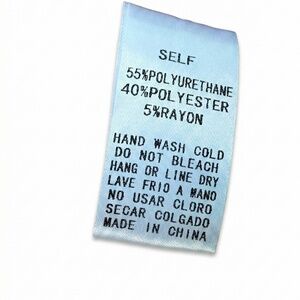 SELF
55%POLYURETHANE
40%POLYESTER
5%RAYON
HAND WASH COLD
DO NOT BLEACH
HANG OR LINE DRY
LAVE FRIO A MANO
NO USAR CLORO
SECAR COLGADO
MADE IN CHINA